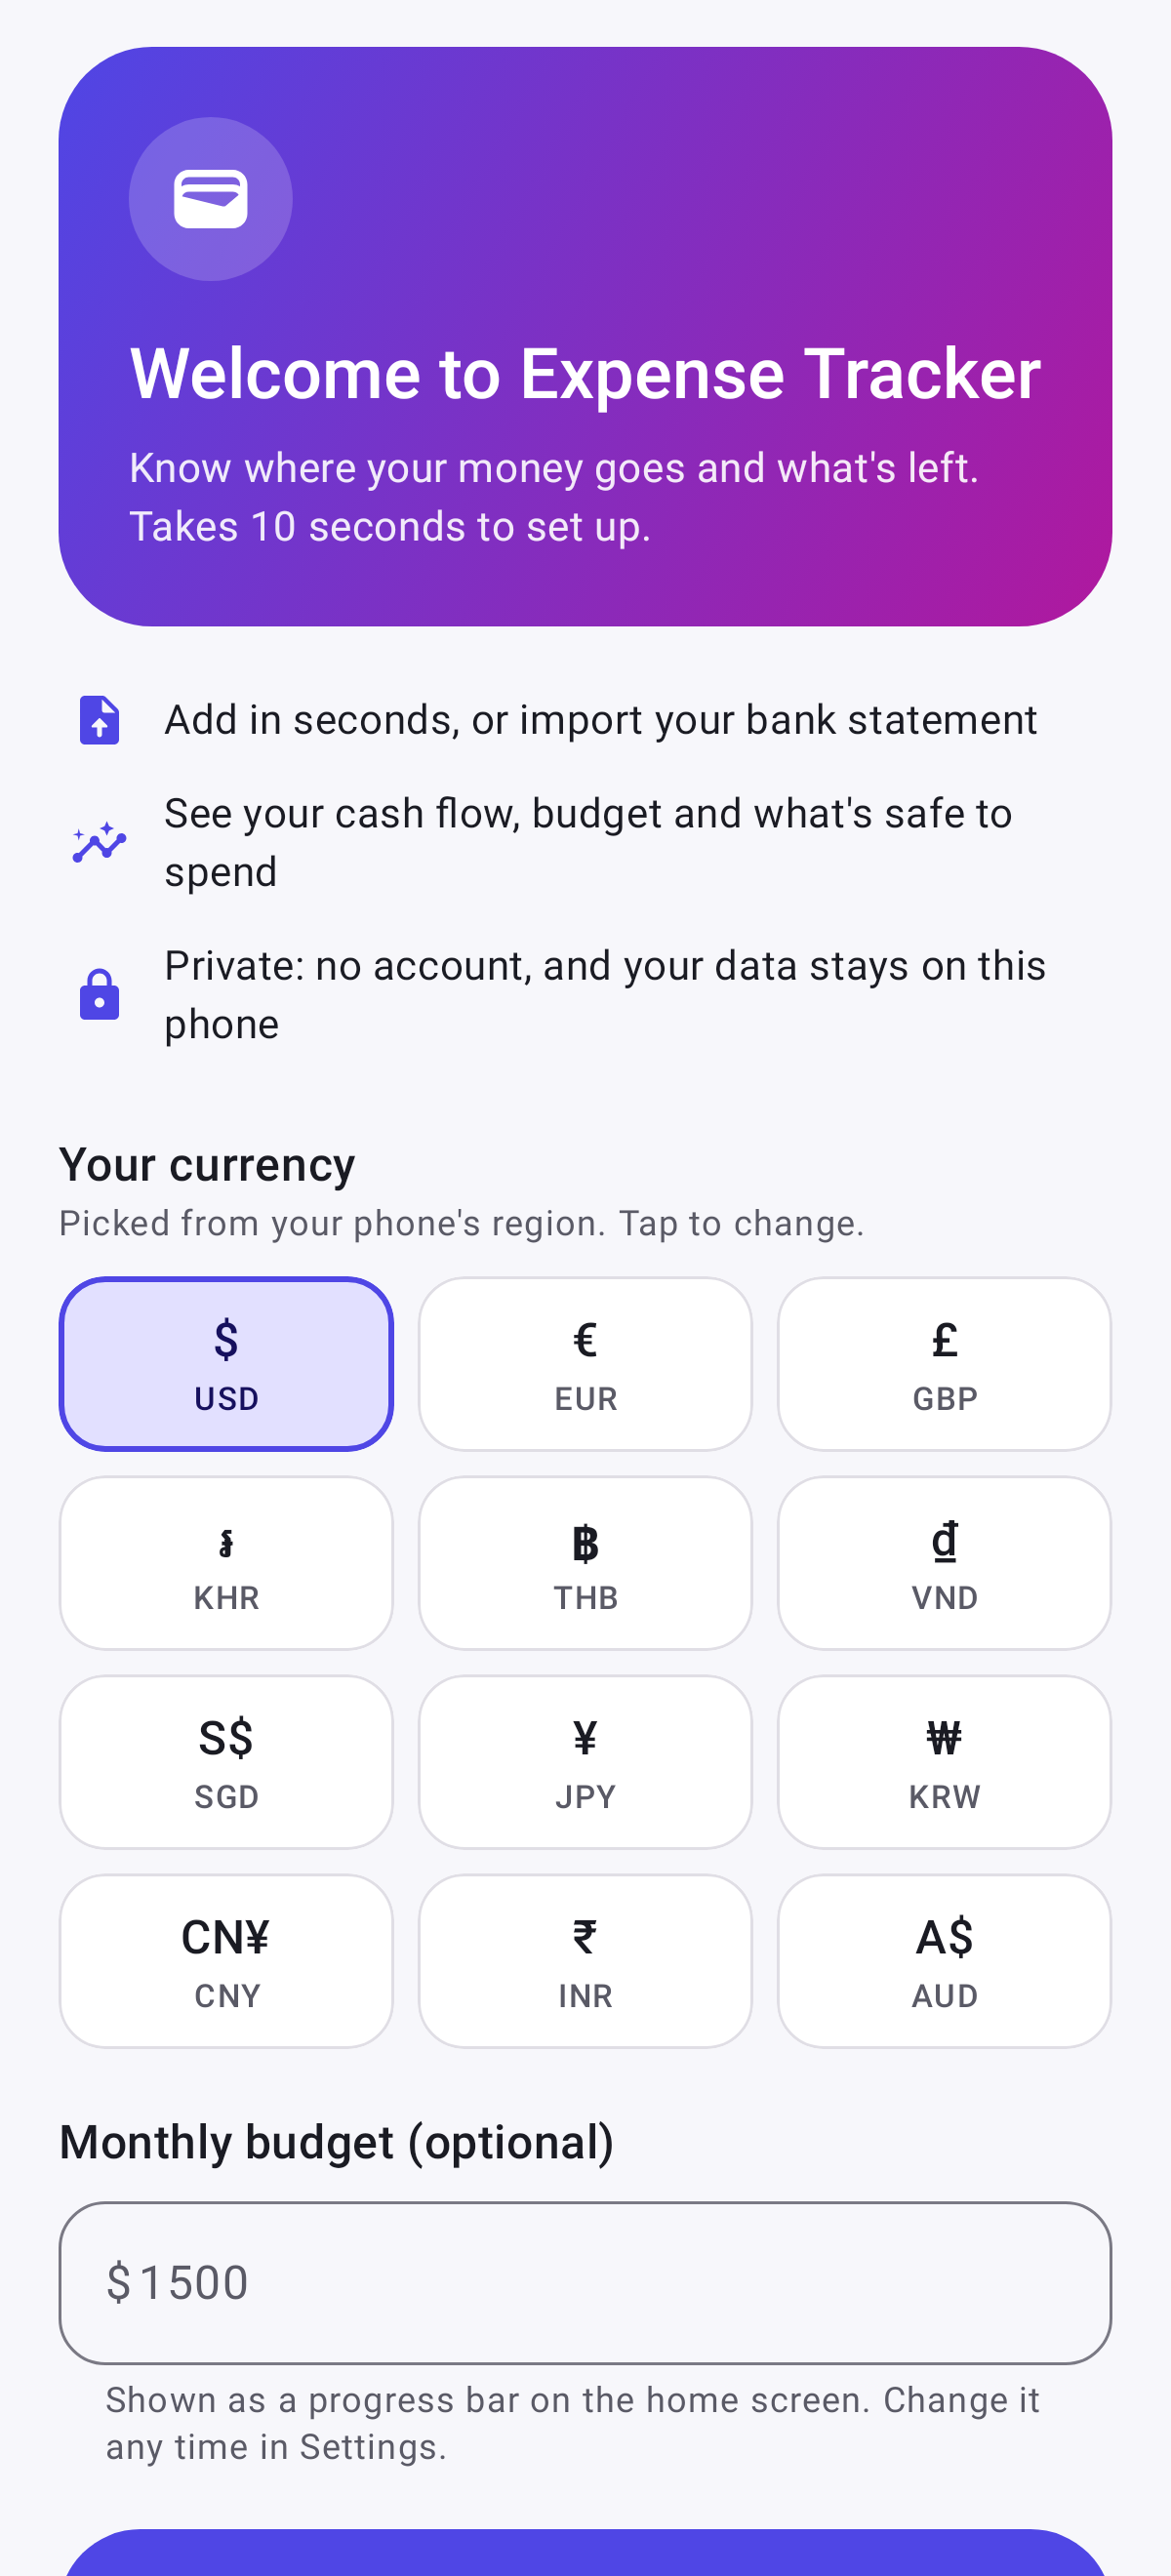 Welcome to Expense Tracker
Know where your money goes and what's left.
Takes 10 seconds to set up.
Add in seconds, or import your bank statement
See your cash flow, budget and what's safe to
spend
Private: no account, and your data stays on this
phone
Your currency
Picked from your phone's region. Tap to change.
$ € £
USD EUR GBP
៛ ฿ ₫
KHR THB VND
S$ ¥ ₩
SGD JPY KRW
CN¥ ₹ A$
CNY INR AUD
Monthly budget (optional)
$ 1500
Shown as a progress bar on the home screen. Change it
any time in Settings.